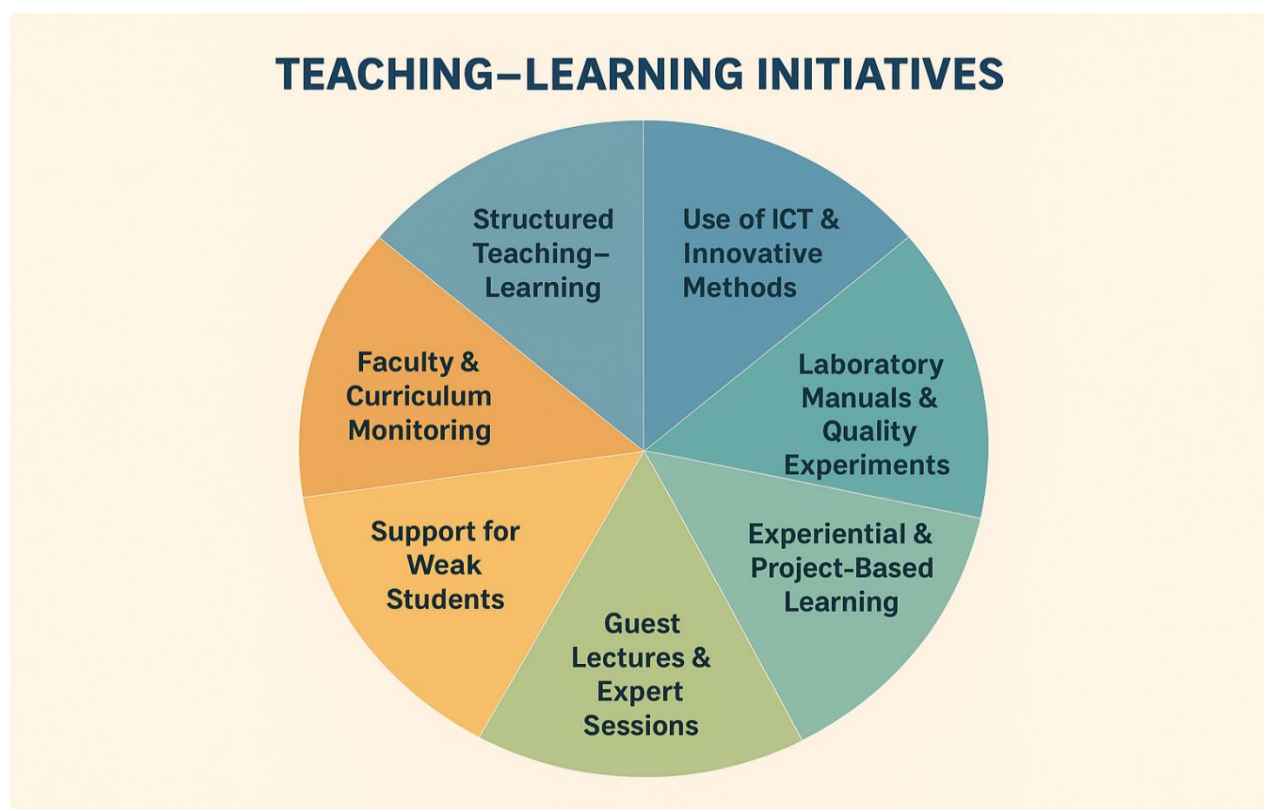 TEACHING–LEARNING INITIATIVES
Structured
Teaching–
Learning
Use of ICT &
Innovative
Methods
Laboratory
Manuals &
Quality
Experiments
Experiential &
Project-Based
Learning
Guest
Lectures &
Expert
Sessions
Support for
Weak
Students
Faculty &
Curriculum
Monitoring